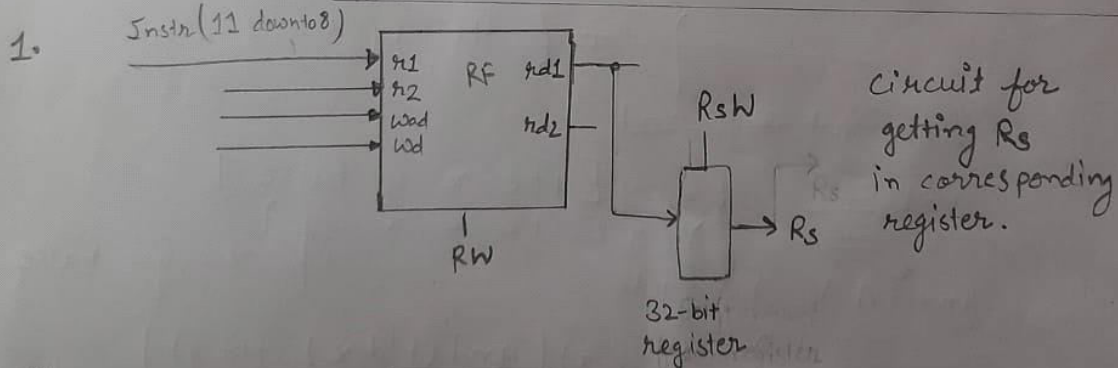 1.
Instr(11 downto 8)
r1
r2
wad
wd
RF
rd1
rd2
RW
RsW
Rs
32-bit
register
Circuit for
getting Rs
in corresponding
register.